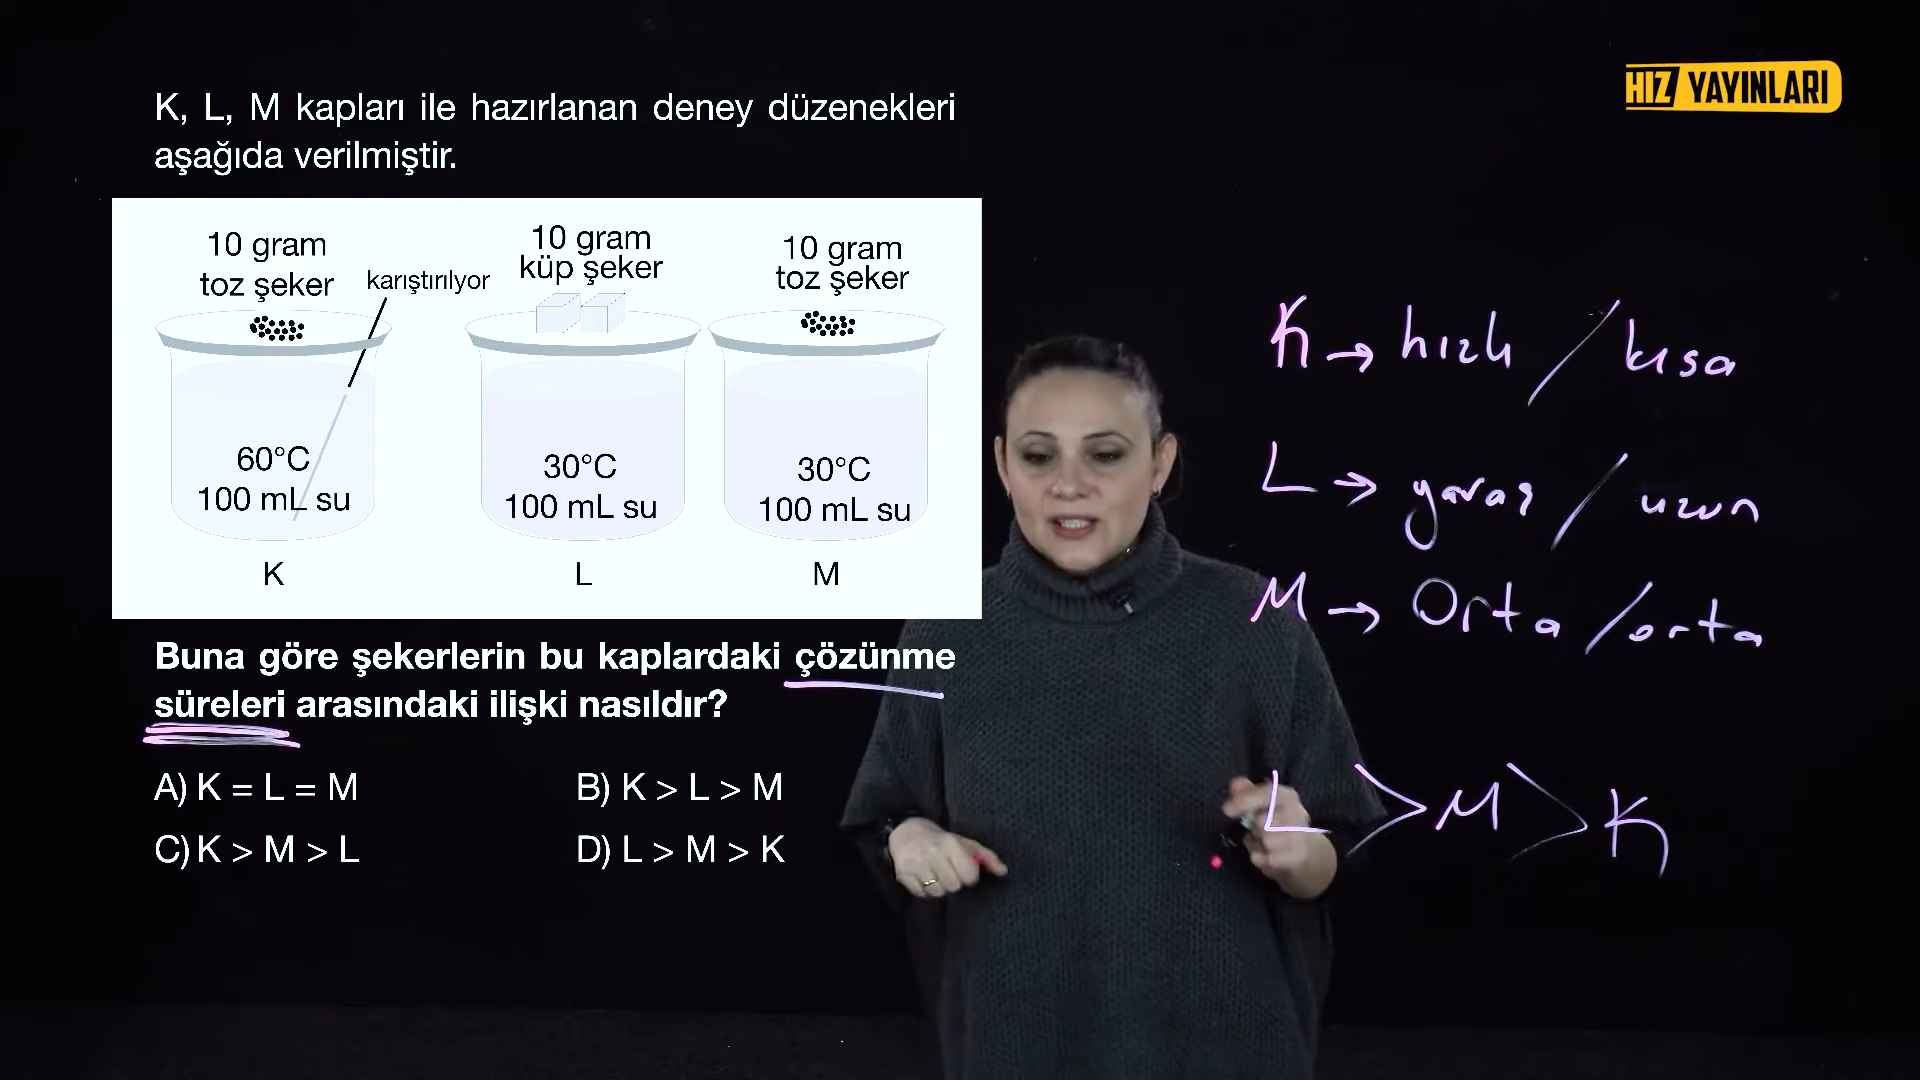 HIZ YAYINLARI
K, L, M kapları ile hazırlanan deney düzenekleri
aşağıda verilmiştir.
10 gram
toz şeker
karıştırılyor
10 gram
küp şeker
10 gram
toz şeker
60°C
100 mL su
30°C
100 mL su
30°C
100 mL su
K
L
M
Buna göre şekerlerin bu kaplardaki çözünme
süreleri arasındaki ilişki nasıldır?
A) K = L = M
B) K > L > M
C) K > M > L
D) L > M > K
K → hızlı / kısa
L → yavaş / uzun
M → Orta / orta
L > M > K